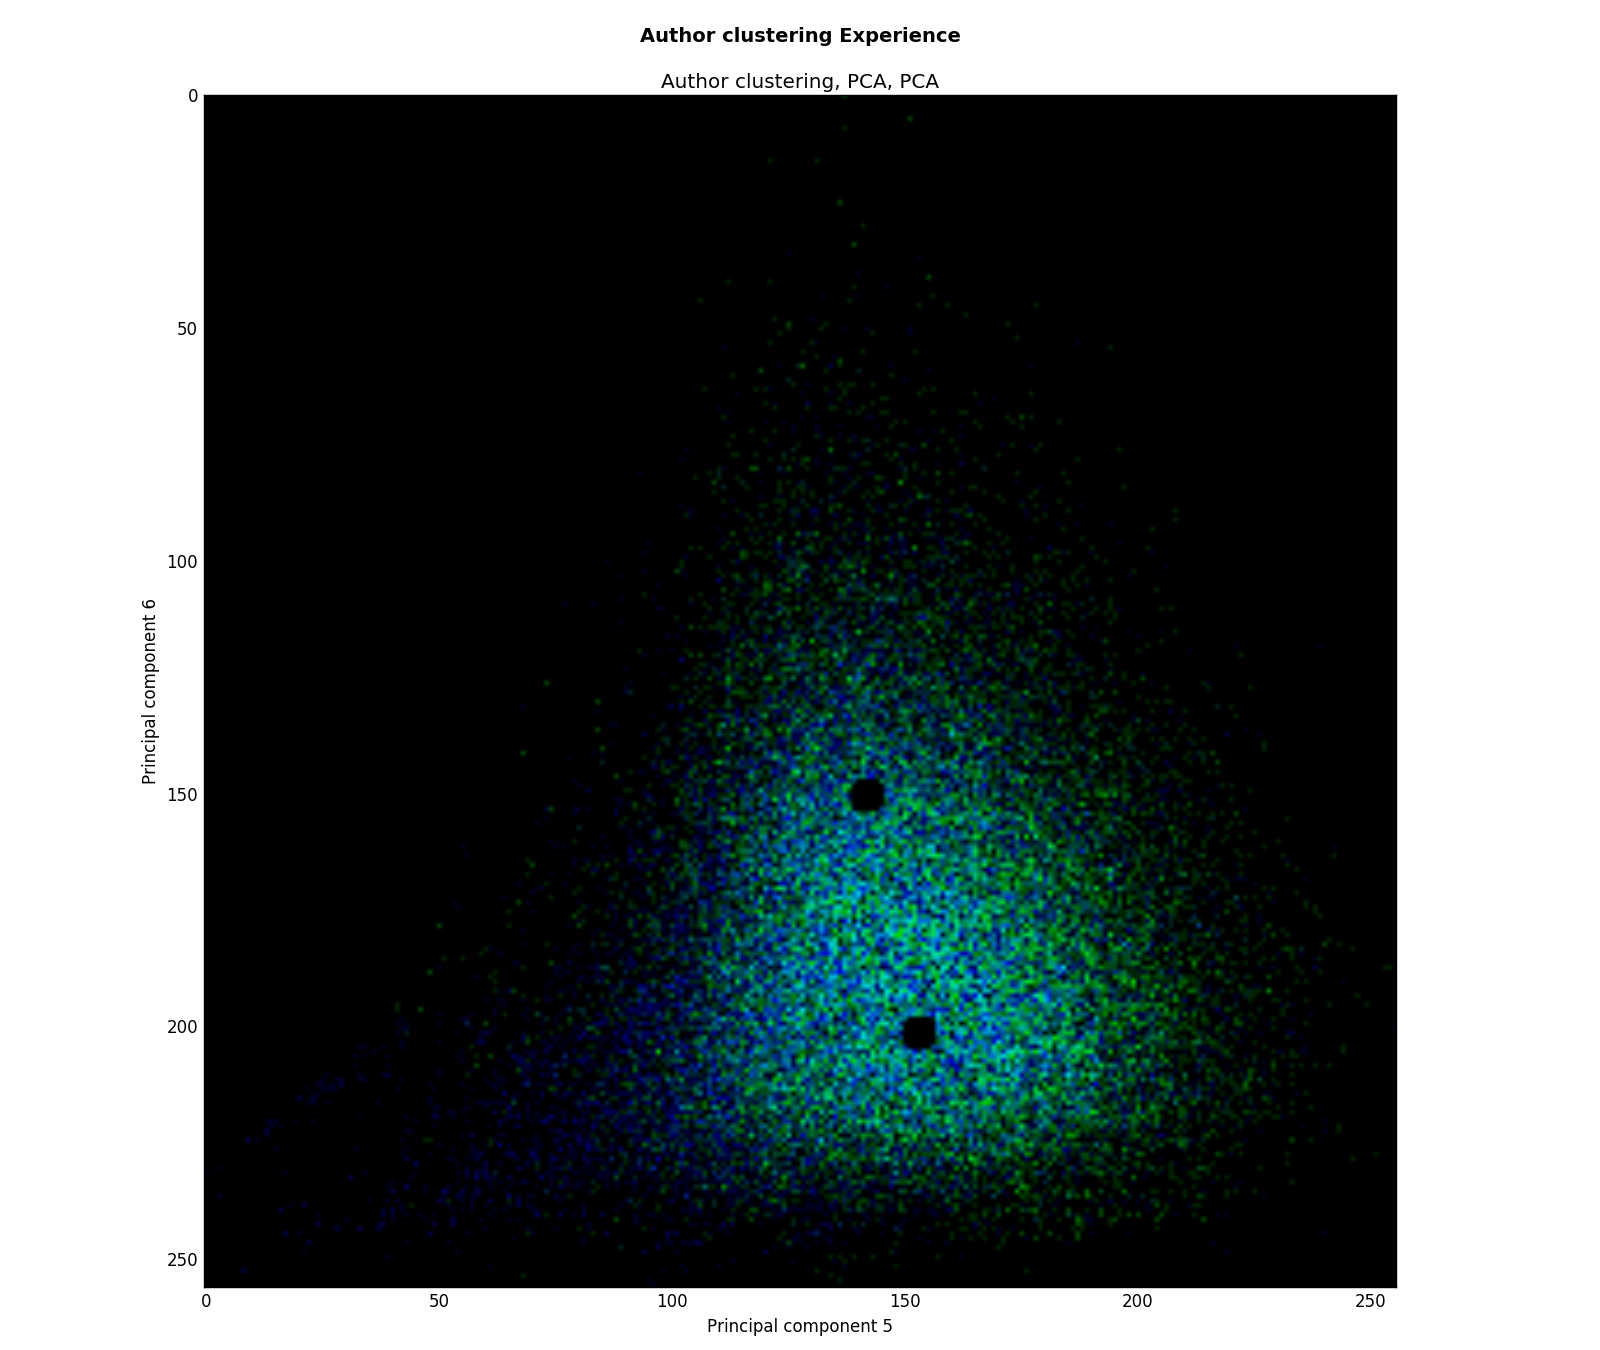 Author clustering Experience
Author clustering, PCA, PCA
0
50
100
150
200
250
Principal component 6
0 50 100 150 200 250
Principal component 5